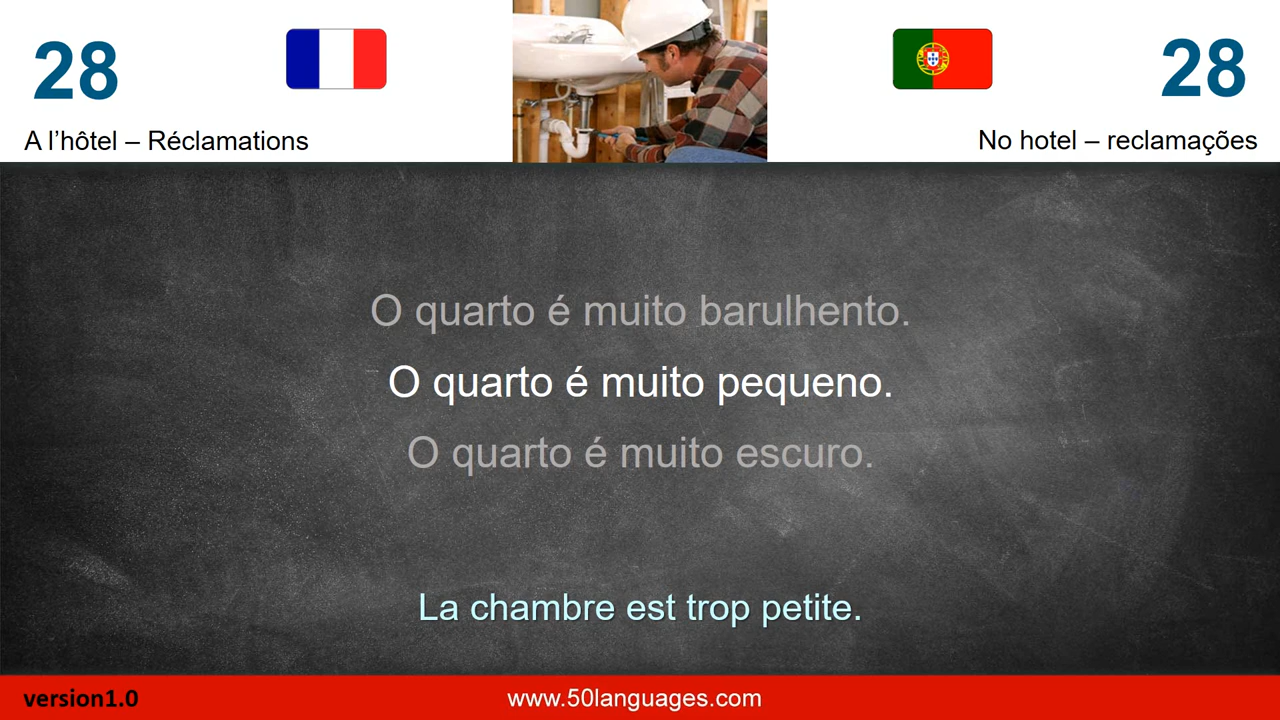 28
28
A l’hôtel – Réclamations
No hotel – reclamações
O quarto é muito barulhento.
O quarto é muito pequeno.
O quarto é muito escuro.
La chambre est trop petite.
version1.0
www.50languages.com